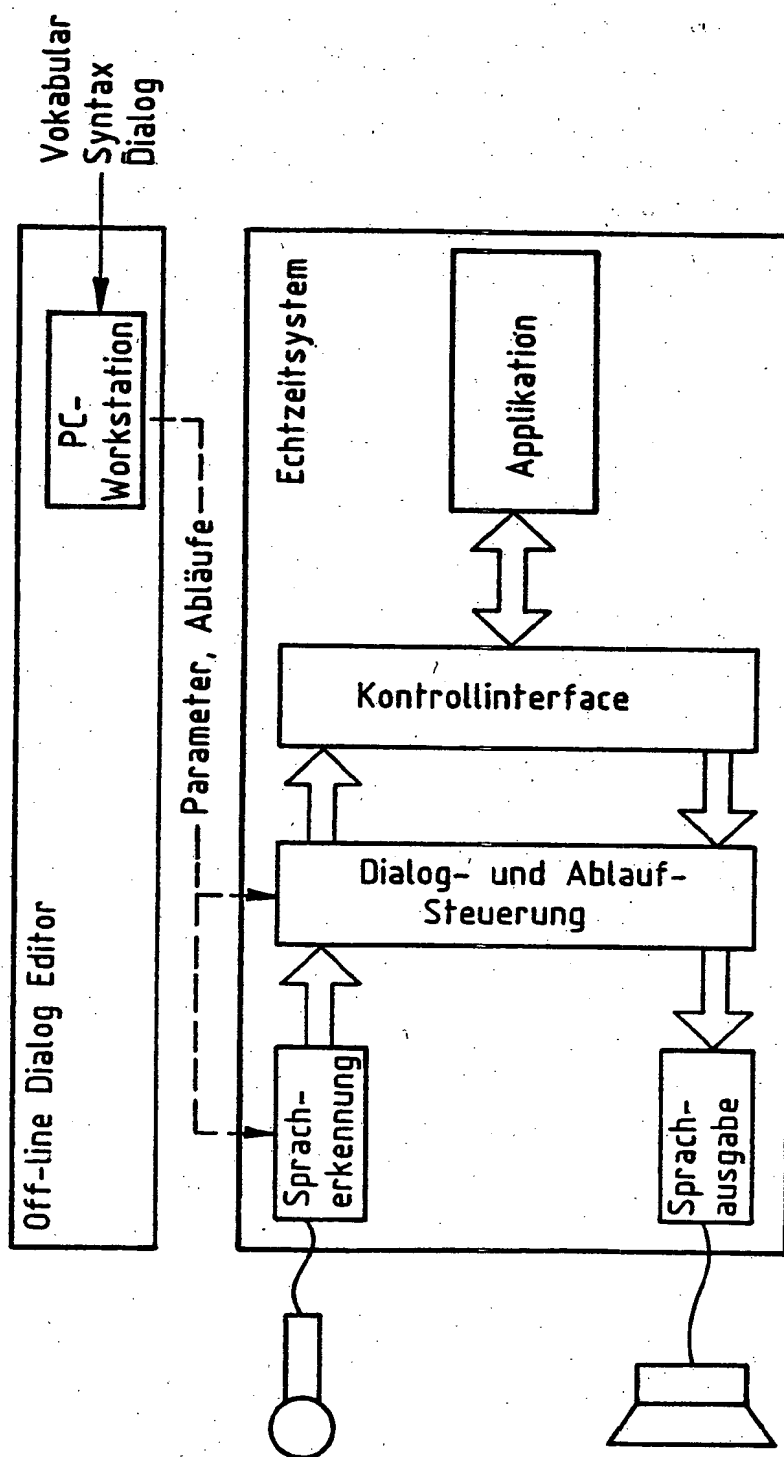 Off-line Dialog Editor
PC-
Workstation
Vokabular
Syntax
Dialog
Parameter, Abläufe
Echtzeitsystem
Sprach-
erkennung
Dialog- und Ablauf-
Steuerung
Kontrollinterface
Applikation
Sprach-
ausgabe